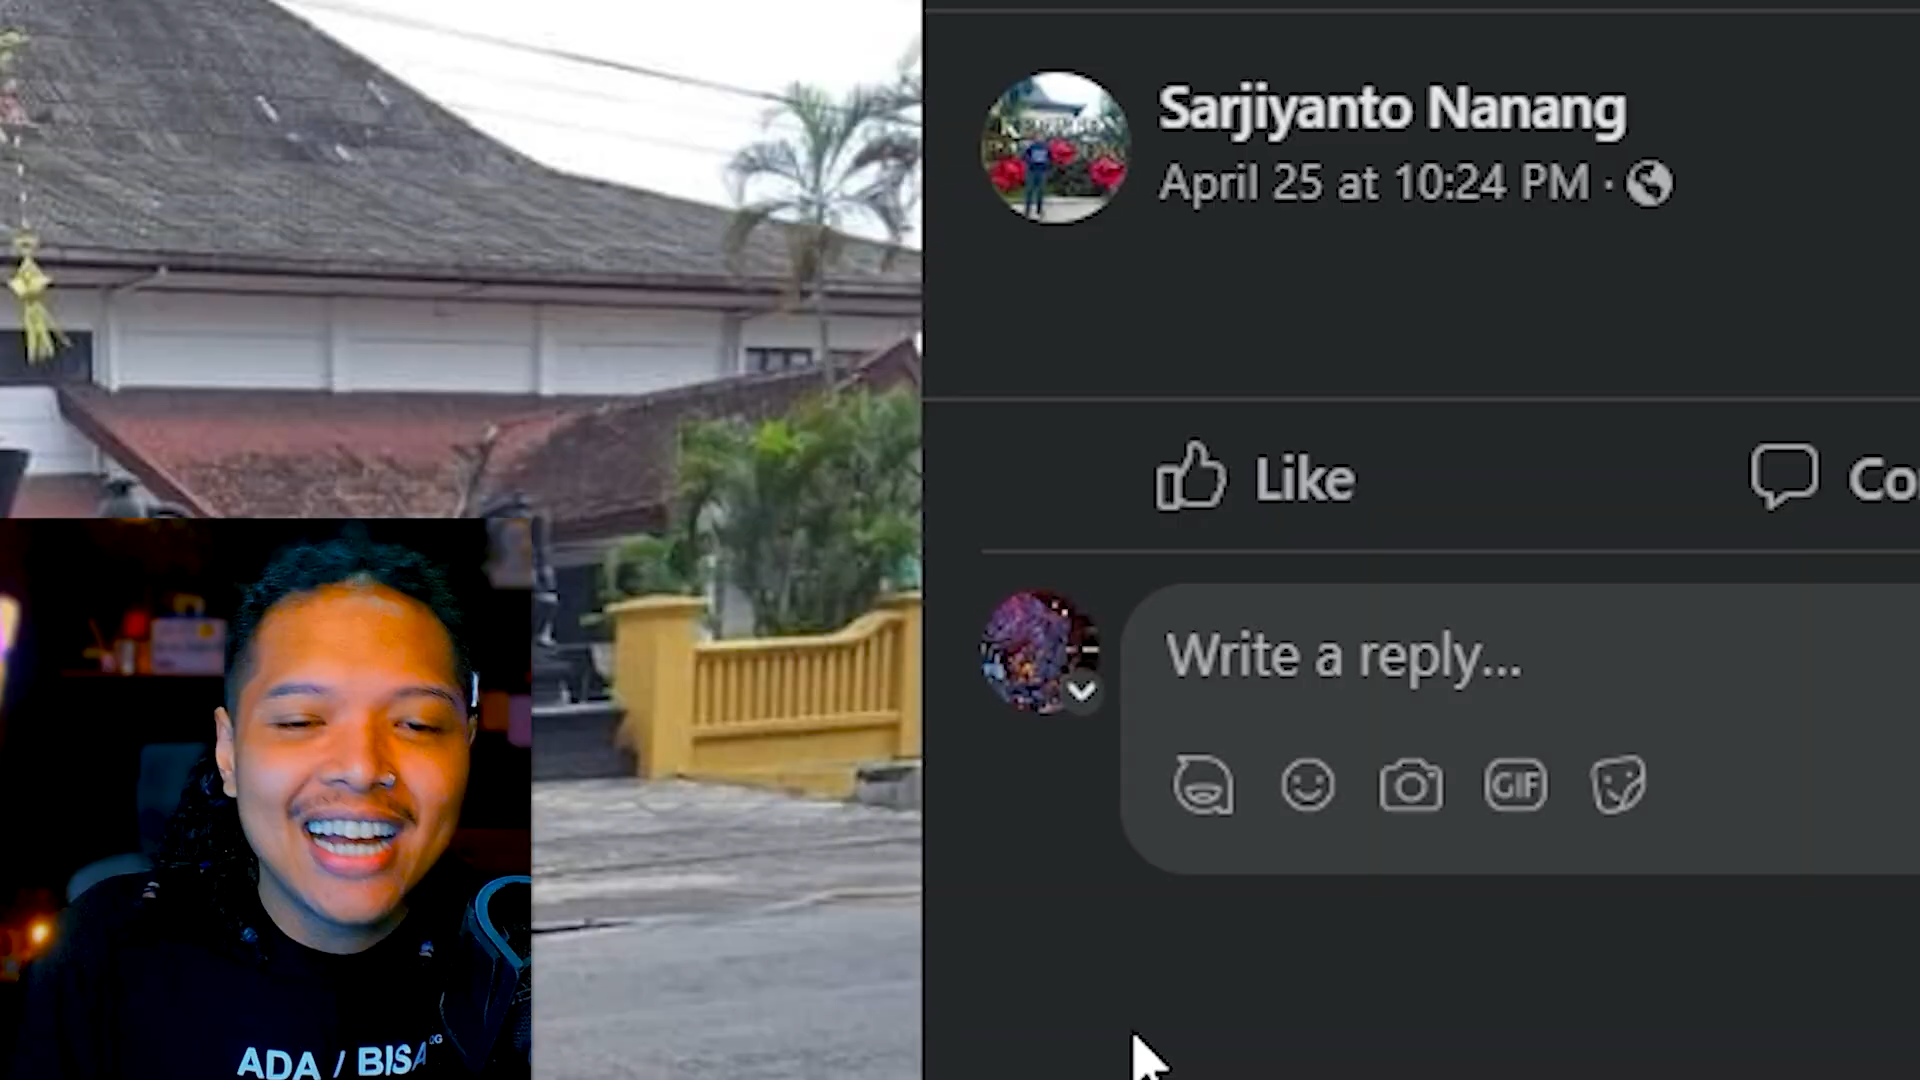 Sarjiyanto Nanang
April 25 at 10:24 PM ·
Like
Co
Write a reply...
GIF
ADA / BISA